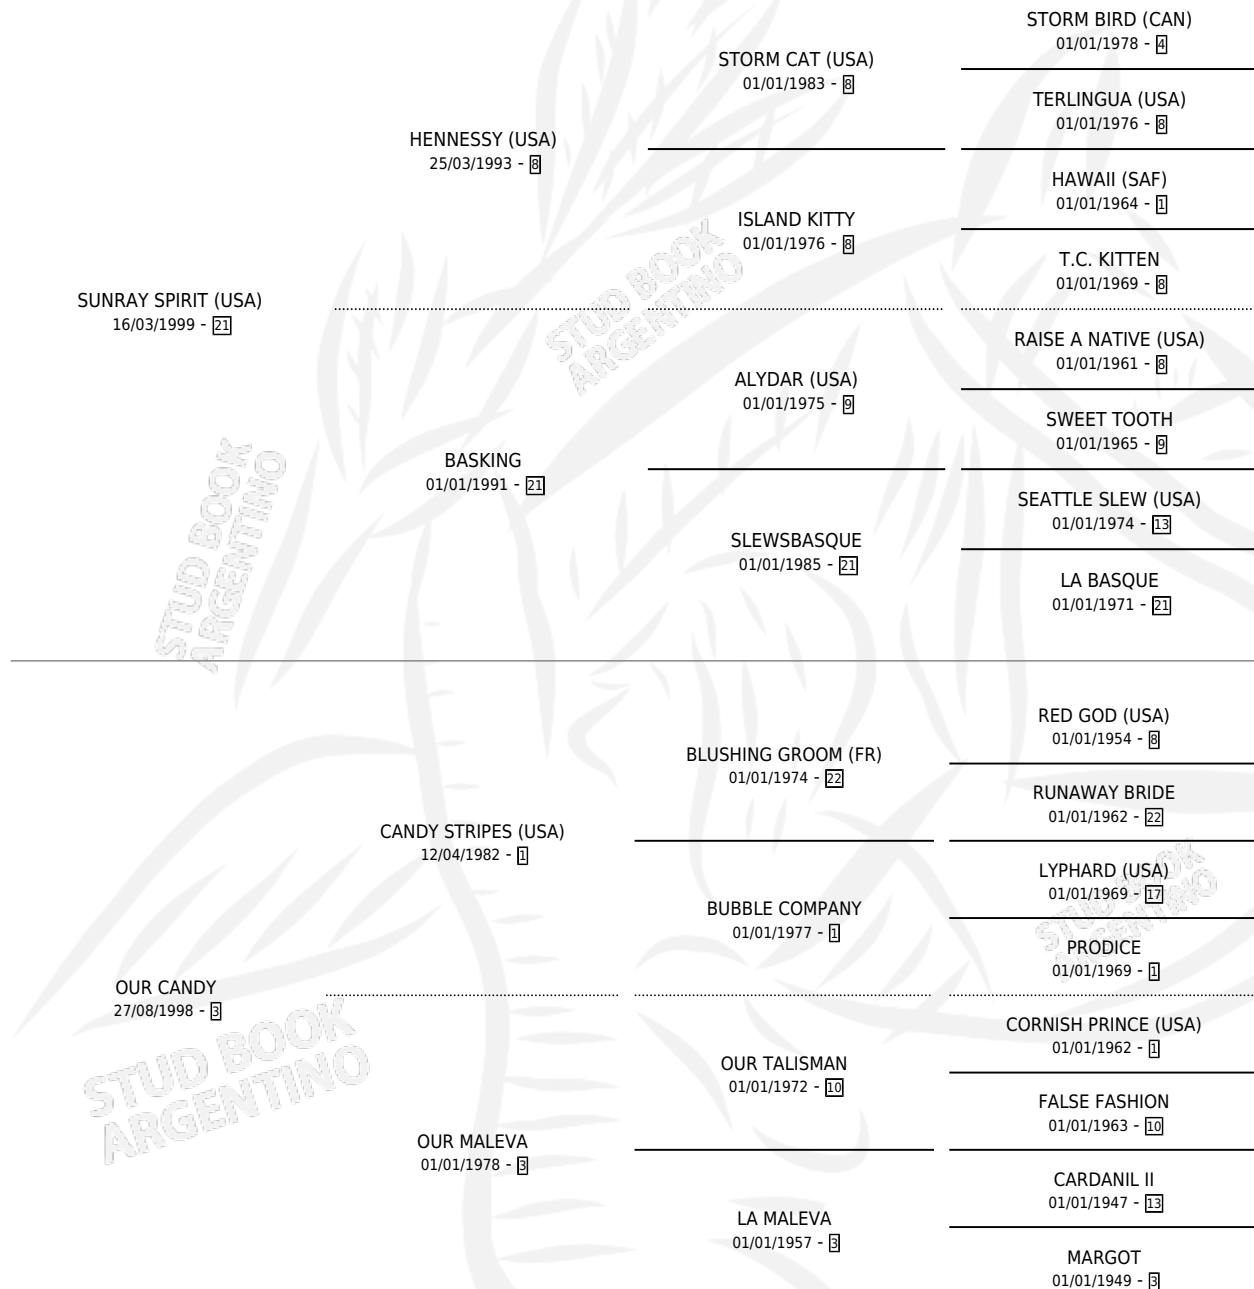 STORM BIRD (CAN)
01/01/1978 - 4
STORM CAT (USA)
01/01/1983 - 8
TERLINGUA (USA)
01/01/1976 - 8
HENNESSY (USA)
25/03/1993 - 8
HAWAII (SAF)
01/01/1964 - 1
ISLAND KITTY
01/01/1976 - 8
T.C. KITTEN
01/01/1969 - 8
SUNRAY SPIRIT (USA)
16/03/1999 - 21
RAISE A NATIVE (USA)
01/01/1961 - 8
ALYDAR (USA)
01/01/1975 - 9
SWEET TOOTH
01/01/1965 - 9
BASKING
01/01/1991 - 21
SEATTLE SLEW (USA)
01/01/1974 - 13
SLEWSBASQUE
01/01/1985 - 21
LA BASQUE
01/01/1971 - 21
RED GOD (USA)
01/01/1954 - 8
BLUSHING GROOM (FR)
01/01/1974 - 22
RUNAWAY BRIDE
01/01/1962 - 22
CANDY STRIPES (USA)
12/04/1982 - 1
LYPHARD (USA)
01/01/1969 - 17
BUBBLE COMPANY
01/01/1977 - 1
PRODICE
01/01/1969 - 1
OUR CANDY
27/08/1998 - 3
CORNISH PRINCE (USA)
01/01/1962 - 1
OUR TALISMAN
01/01/1972 - 10
FALSE FASHION
01/01/1963 - 10
OUR MALEVA
01/01/1978 - 3
CARDANIL II
01/01/1947 - 13
LA MALEVA
01/01/1957 - 3
MARGOT
01/01/1949 - 3
STUD BOOK
ARGENTINO
STUD BOOK
ARGENTINO
STUD BOOK
ARGENTINO
STUD BOOK
ARGENTINO